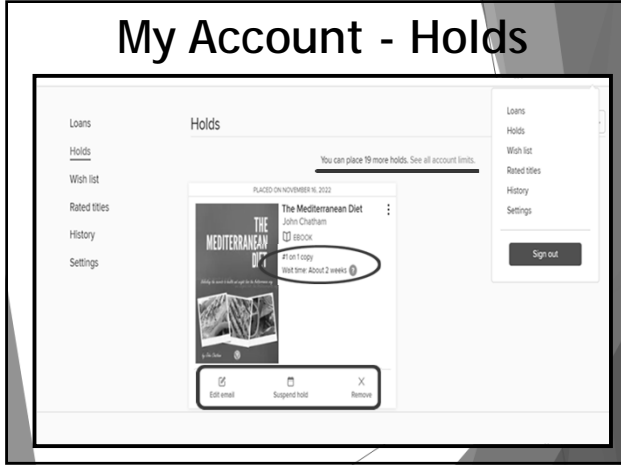 My Account - Holds
Loans
Holds
Wish list
Rated titles
History
Settings
Holds
You can place 19 more holds. See all account limits.
PLACED ON NOVEMBER 16, 2022
THE
MEDITERRANEAN
DIET
by John Chatham
The Mediterranean Diet
John Chatham
EBOOK
#1 on 1 copy
Wait time: About 2 weeks ?
Edit email
Suspend hold
Remove
Loans
Holds
Wish list
Rated titles
History
Settings
Sign out